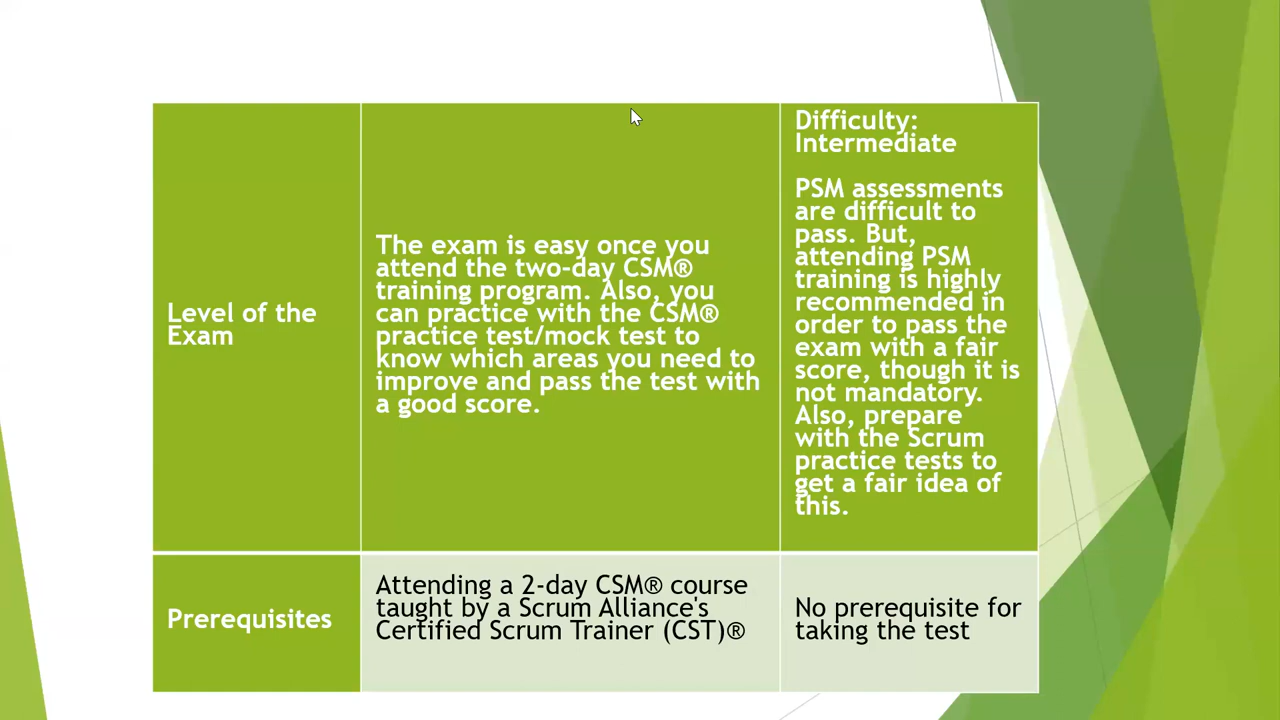 Level of the
Exam
The exam is easy once you
attend the two-day CSM®
training program. Also, you
can practice with the CSM®
practice test/mock test to
know which areas you need to
improve and pass the test with
a good score.
Difficulty:
Intermediate
PSM assessments
are difficult to
pass. But,
attending PSM
training is highly
recommended in
order to pass the
exam with a fair
score, though it is
not mandatory.
Also, prepare
with the Scrum
practice tests to
get a fair idea of
this.
Prerequisites
Attending a 2-day CSM® course
taught by a Scrum Alliance's
Certified Scrum Trainer (CST)®
No prerequisite for
taking the test